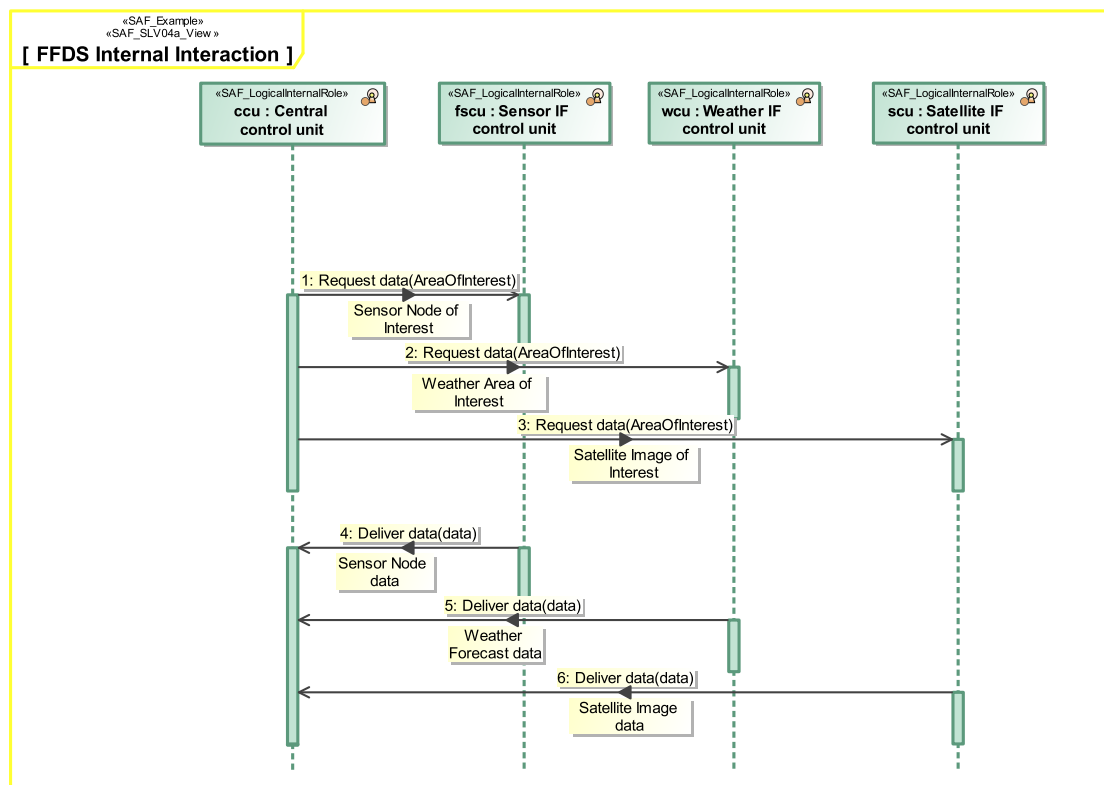 «SAF_Example»
«SAF_SLV04a_View »
[ FFDS Internal Interaction ]
«SAF_LogicalInternalRole»
ccu : Central
control unit
«SAF_LogicalInternalRole»
fscu : Sensor IF
control unit
«SAF_LogicalInternalRole»
wcu : Weather IF
control unit
«SAF_LogicalInternalRole»
scu : Satellite IF
control unit
1: Request data(AreaOfInterest)
Sensor Node of
Interest
2: Request data(AreaOfInterest)
Weather Area of
Interest
3: Request data(AreaOfInterest)
Satellite Image of
Interest
4: Deliver data(data)
Sensor Node
data
5: Deliver data(data)
Weather
Forecast data
6: Deliver data(data)
Satellite Image
data